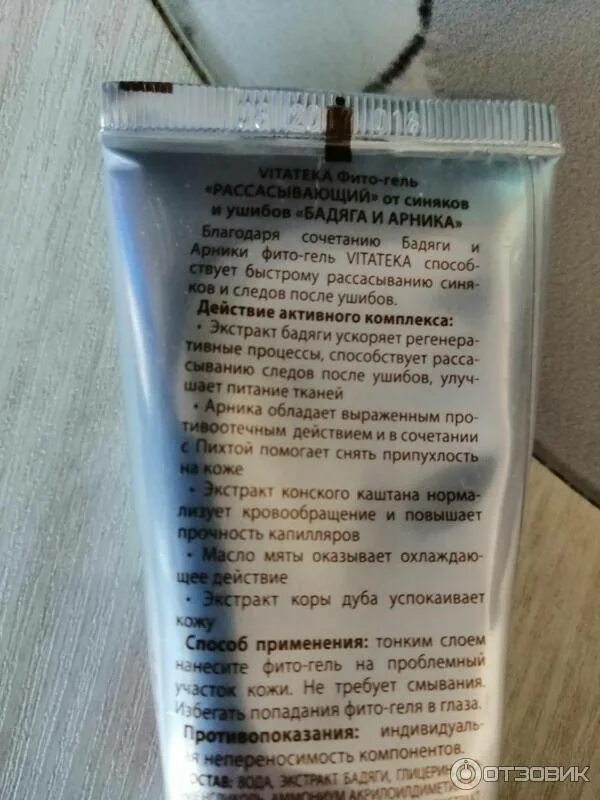 VITATEKA Фито-гель
«РАССАСЫВАЮЩИЙ» от синяков
и ушибов «БАДЯГА И АРНИКА»
Благодаря сочетанию Бадяги и
Арники фито-гель VITATEKA способ-
ствует быстрому рассасыванию синя-
ков и следов после ушибов.
Действие активного комплекса:
• Экстракт бадяги ускоряет регенера-
тивные процессы, способствует расса-
сыванию следов после ушибов, улуч-
шает питание тканей
• Арника обладает выраженным про-
тивоотечным действием и в сочетании
с Пихтой помогает снять припухлость
на коже
• Экстракт конского каштана норма-
лизует кровообращение и повышает
прочность капилляров
• Масло мяты оказывает охлаждаю-
щее действие
• Экстракт коры дуба успокаивает
кожу
Способ применения: тонким слоем
нанесите фито-гель на проблемный
участок кожи. Не требует смывания.
Избегать попадания фито-геля в глаза.
Противопоказания: индивидуаль-
ая непереносимость компонентов.
СОСТАВ: ВОДА, ЭКСТРАКТ БАДЯГИ, ГЛИЦЕРИН
АММОНИУМ АКРИЛОИЛДИМЕТИ
ОТЗОВИК